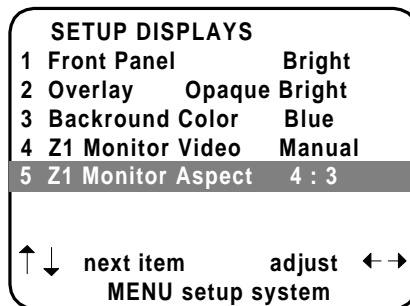 SETUP DISPLAYS
1 Front Panel Bright
2 Overlay Opaque Bright
3 Backround Color Blue
4 Z1 Monitor Video Manual
5 Z1 Monitor Aspect 4 : 3
↑ ↓ next item adjust ← →
MENU setup system